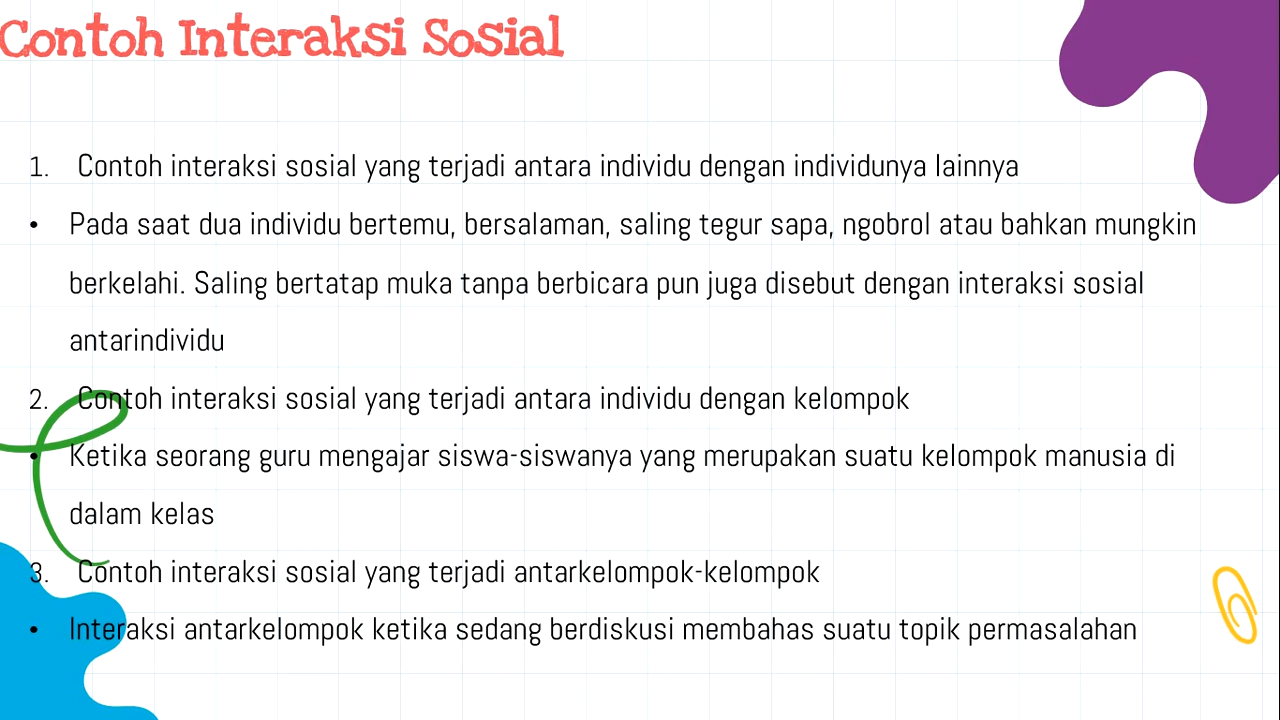 Contoh Interaksi Sosial
1. Contoh interaksi sosial yang terjadi antara individu dengan individunya lainnya
• Pada saat dua individu bertemu, bersalaman, saling tegur sapa, ngobrol atau bahkan mungkin
berkelahi. Saling bertatap muka tanpa berbicara pun juga disebut dengan interaksi sosial
antarindividu
2. Contoh interaksi sosial yang terjadi antara individu dengan kelompok
• Ketika seorang guru mengajar siswa-siswanya yang merupakan suatu kelompok manusia di
dalam kelas
3. Contoh interaksi sosial yang terjadi antarkelompok-kelompok
• Interaksi antarkelompok ketika sedang berdiskusi membahas suatu topik permasalahan